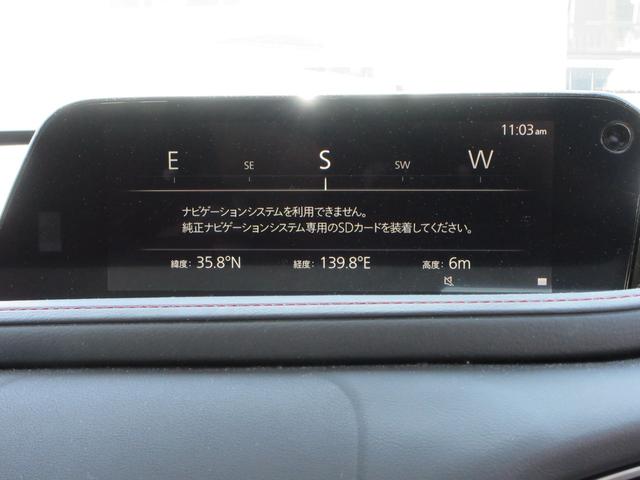 11:03 am
E SE S SW W
ナビゲーションシステムを利用できません。
純正ナビゲーションシステム専用のSDカードを装着してください。
緯度: 35.8°N 経度: 139.8°E 高度: 6m